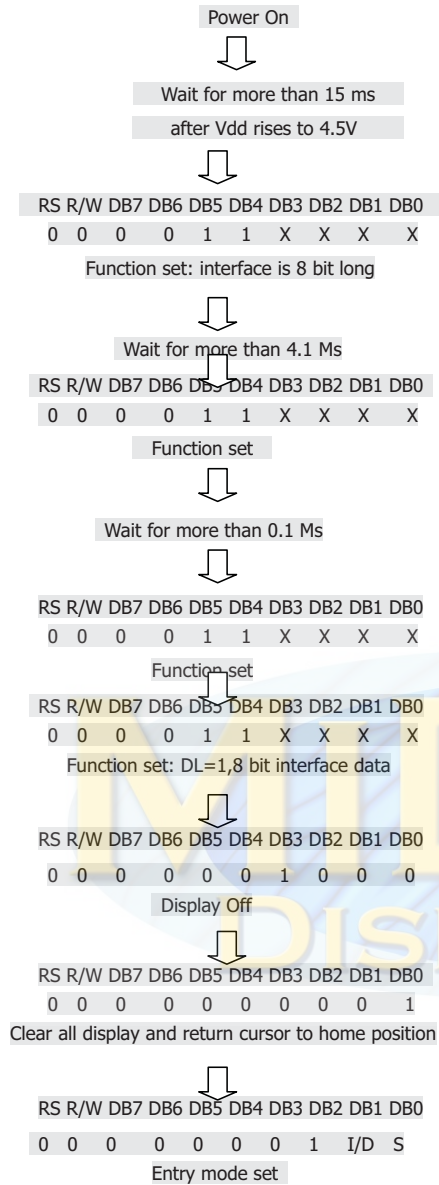 Power On
Wait for more than 15 ms
after Vdd rises to 4.5V
RS R/W DB7 DB6 DB5 DB4 DB3 DB2 DB1 DB0
0 0 0 0 1 1 X X X X
Function set: interface is 8 bit long
Wait for more than 4.1 Ms
RS R/W DB7 DB6 DB5 DB4 DB3 DB2 DB1 DB0
0 0 0 0 1 1 X X X X
Function set
Wait for more than 0.1 Ms
RS R/W DB7 DB6 DB5 DB4 DB3 DB2 DB1 DB0
0 0 0 0 1 1 X X X X
Function set
RS R/W DB7 DB6 DB5 DB4 DB3 DB2 DB1 DB0
0 0 0 0 1 1 X X X X
Function set: DL=1,8 bit interface data
RS R/W DB7 DB6 DB5 DB4 DB3 DB2 DB1 DB0
0 0 0 0 0 0 1 0 0 0
Display Off
RS R/W DB7 DB6 DB5 DB4 DB3 DB2 DB1 DB0
0 0 0 0 0 0 0 0 0 1
Clear all display and return cursor to home position
RS R/W DB7 DB6 DB5 DB4 DB3 DB2 DB1 DB0
0 0 0 0 0 0 0 1 I/D S
Entry mode set